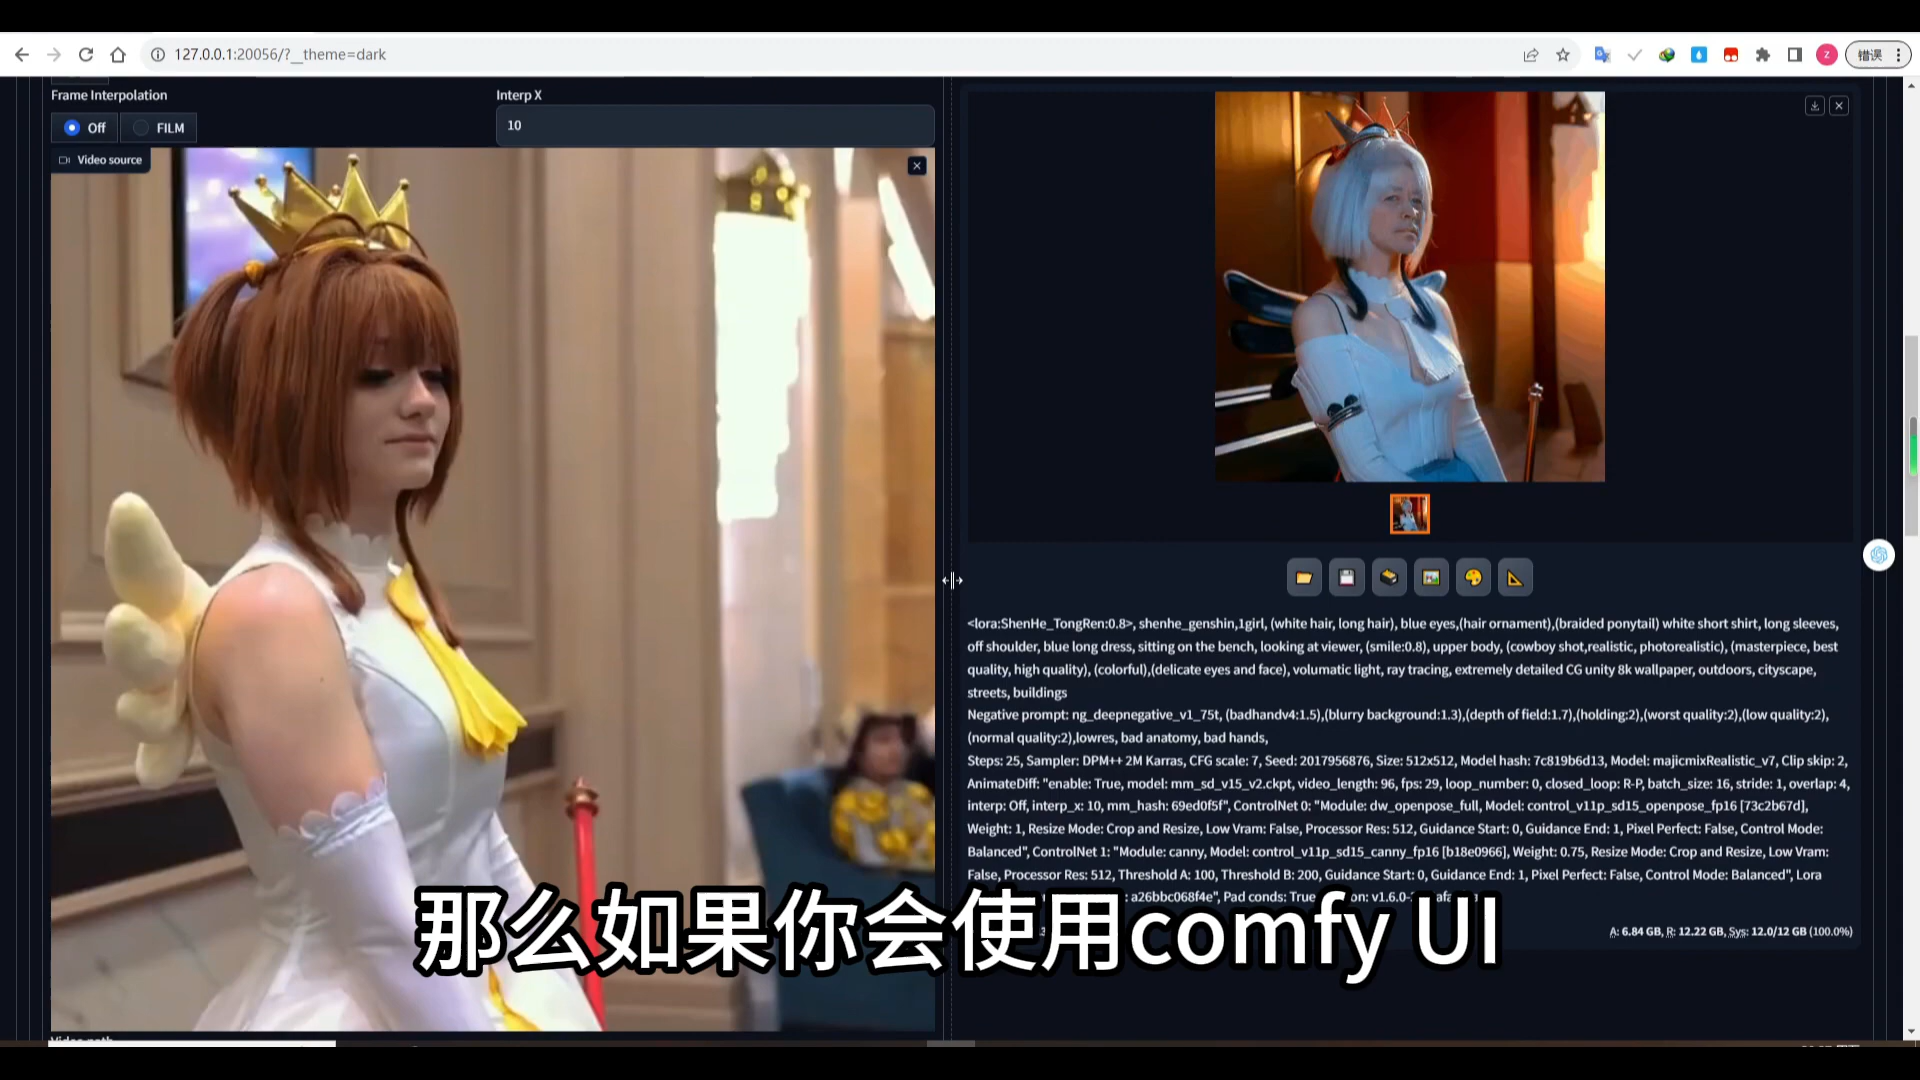 127.0.0.1:20056/?__theme=dark
Z
错误
Frame Interpolation
Interp X
Off
FILM
10
Video source
<lora:ShenHe_TongRen:0.8>, shenhe_genshin,1girl, (white hair, long hair), blue eyes,(hair ornament),(braided ponytail) white short shirt, long sleeves,
off shoulder, blue long dress, sitting on the bench, looking at viewer, (smile:0.8), upper body, (cowboy shot,realistic, photorealistic), (masterpiece, best
quality, high quality), (colorful),(delicate eyes and face), volumatic light, ray tracing, extremely detailed CG unity 8k wallpaper, outdoors, cityscape,
streets, buildings
Negative prompt: ng_deepnegative_v1_75t, (badhandv4:1.5),(blurry background:1.3),(depth of field:1.7),(holding:2),(worst quality:2),(low quality:2),
(normal quality:2),lowres, bad anatomy, bad hands,
Steps: 25, Sampler: DPM++ 2M Karras, CFG scale: 7, Seed: 2017956876, Size: 512x512, Model hash: 7c819b6d13, Model: majicmixRealistic_v7, Clip skip: 2,
AnimateDiff: "enable: True, model: mm_sd_v15_v2.ckpt, video_length: 96, fps: 29, loop_number: 0, closed_loop: R-P, batch_size: 16, stride: 1, overlap: 4,
interp: Off, interp_x: 10, mm_hash: 69ed0f5f", ControlNet 0: "Module: dw_openpose_full, Model: control_v11p_sd15_openpose_fp16 [73c2b67d],
Weight: 1, Resize Mode: Crop and Resize, Low Vram: False, Processor Res: 512, Guidance Start: 0, Guidance End: 1, Pixel Perfect: False, Control Mode:
Balanced", ControlNet 1: "Module: canny, Model: control_v11p_sd15_canny_fp16 [b18e0966], Weight: 0.75, Resize Mode: Crop and Resize, Low Vram:
False, Processor Res: 512, Threshold A: 100, Threshold B: 200, Guidance Start: 0, Guidance End: 1, Pixel Perfect: False, Control Mode: Balanced", Lora
: a26bbc068f4e", Pad conds: True
A: 6.84 GB, R: 12.22 GB, Sys: 12.0/12 GB (100.0%)
那么如果你会使用comfy UI